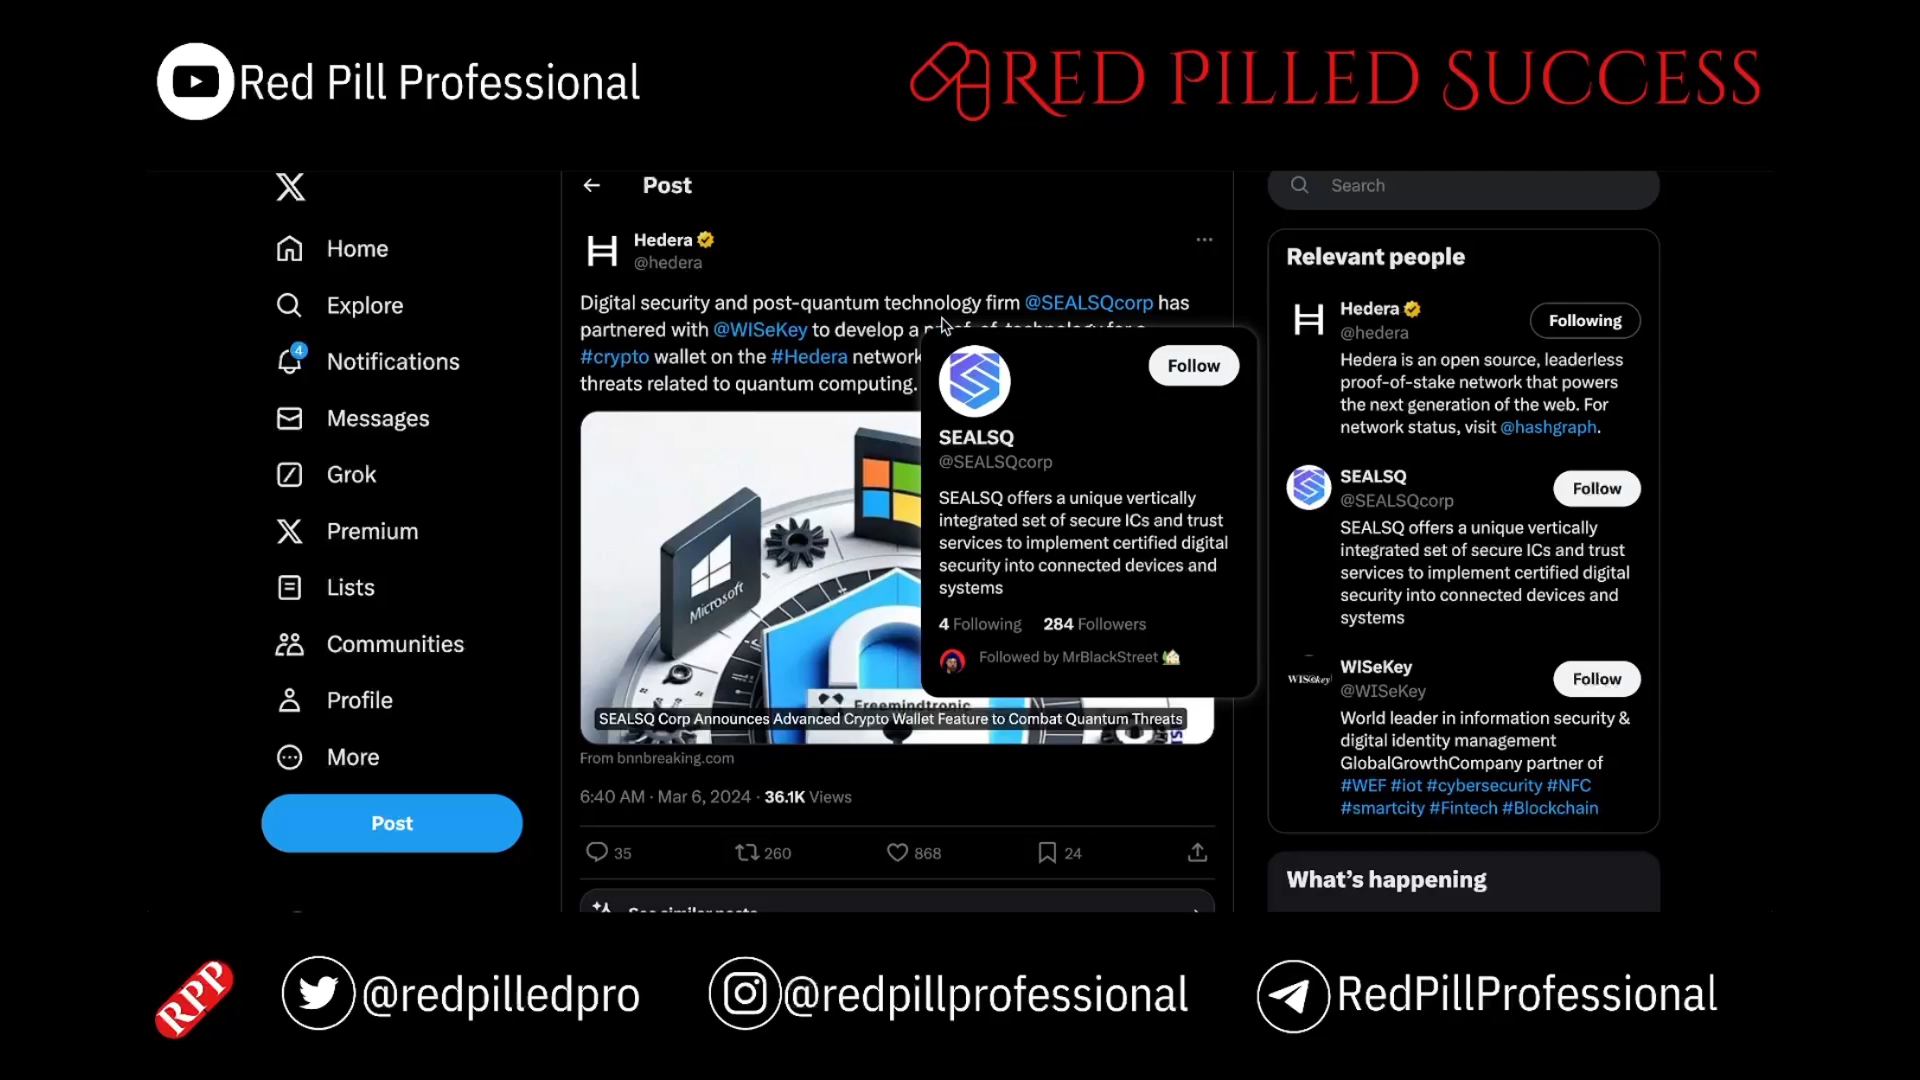 Red Pill Professional
RED PILLED SUCCESS
Home
Explore
4
Notifications
Messages
Grok
Premium
Lists
Communities
Profile
More
Post
Post
Hedera
@hedera
Digital security and post-quantum technology firm @SEALSQcorp has
partnered with @WISeKey to develop a proof-of-technology for a
#crypto wallet on the #Hedera network
threats related to quantum computing.
Microsoft
Freemindtronic
SEALSQ Corp Announces Advanced Crypto Wallet Feature to Combat Quantum Threats
From bnnbreaking.com
6:40 AM · Mar 6, 2024 · 36.1K Views
35
260
868
24
See similar posts
Follow
SEALSQ
@SEALSQcorp
SEALSQ offers a unique vertically
integrated set of secure ICs and trust
services to implement certified digital
security into connected devices and
systems
4 Following 284 Followers
Followed by MrBlackStreet
Search
Relevant people
Hedera
@hedera
Following
Hedera is an open source, leaderless
proof-of-stake network that powers
the next generation of the web. For
network status, visit @hashgraph.
SEALSQ
@SEALSQcorp
Follow
SEALSQ offers a unique vertically
integrated set of secure ICs and trust
services to implement certified digital
security into connected devices and
systems
WISeKey
WISeKey
@WISeKey
Follow
World leader in information security &
digital identity management
GlobalGrowthCompany partner of
#WEF #iot #cybersecurity #NFC
#smartcity #Fintech #Blockchain
What's happening
RPP
@redpilledpro
@redpillprofessional
RedPillProfessional